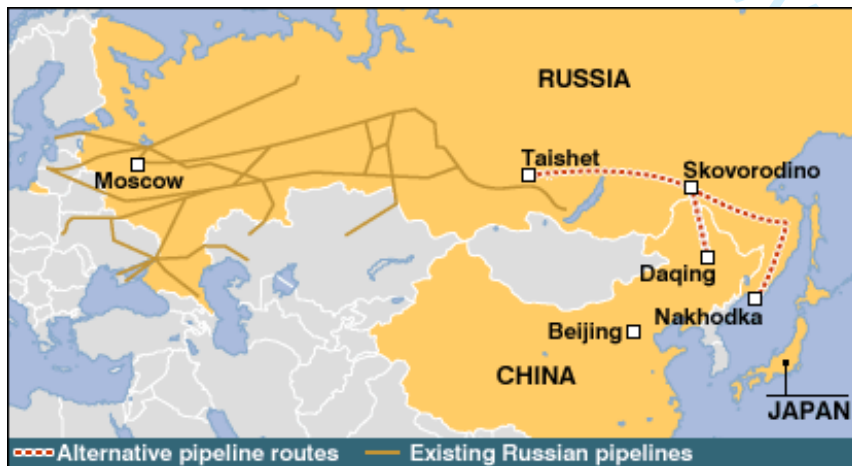 RUSSIA
Taishet
Skovorodino
Moscow
Daqing
Nakhodka
Beijing
CHINA
JAPAN
Alternative pipeline routes
Existing Russian pipelines